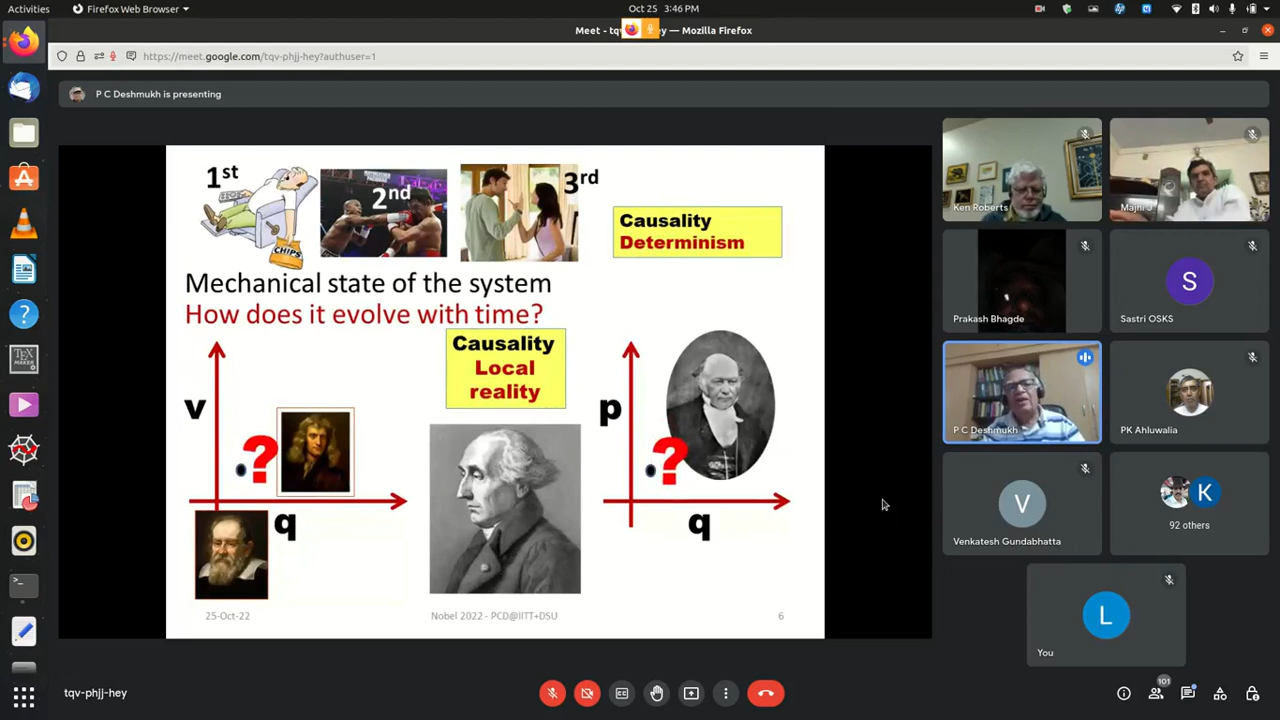 Activities
Firefox Web Browser
Oct 25 3:46 PM
Meet - tq
ey — Mozilla Firefox
https://meet.google.com/tqv-phjj-hey?authuser=1
P C Deshmukh is presenting
1st
2nd
3rd
Causality
Determinism
CHIPS
Mechanical state of the system
How does it evolve with time?
Causality
Local
reality
v
?
q
p
?
q
25-Oct-22
Nobel 2022 - PCD@IITT+DSU
6
Ken Roberts
Majni J
Prakash Bhagde
S
Sastri OSKS
P C Deshmukh
PK Ahluwalia
V
Venkatesh Gundabhatta
K
92 others
L
You
tqv-phjj-hey
101